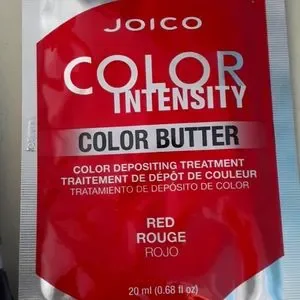 JOICO
COLOR
INTENSITY
COLOR BUTTER
COLOR DEPOSITING TREATMENT
TRAITEMENT DE DÉPÔT DE COULEUR
TRATAMIENTO DE DEPÓSITO DE COLOR
RED
ROUGE
ROJO
20 ml (0.68 fl oz)